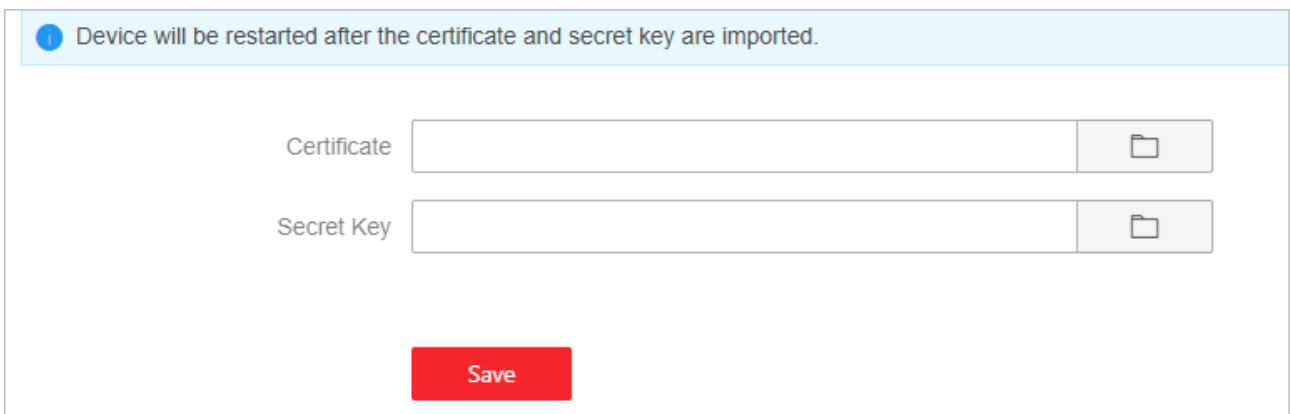 Device will be restarted after the certificate and secret key are imported.
Certificate
Secret Key
Save